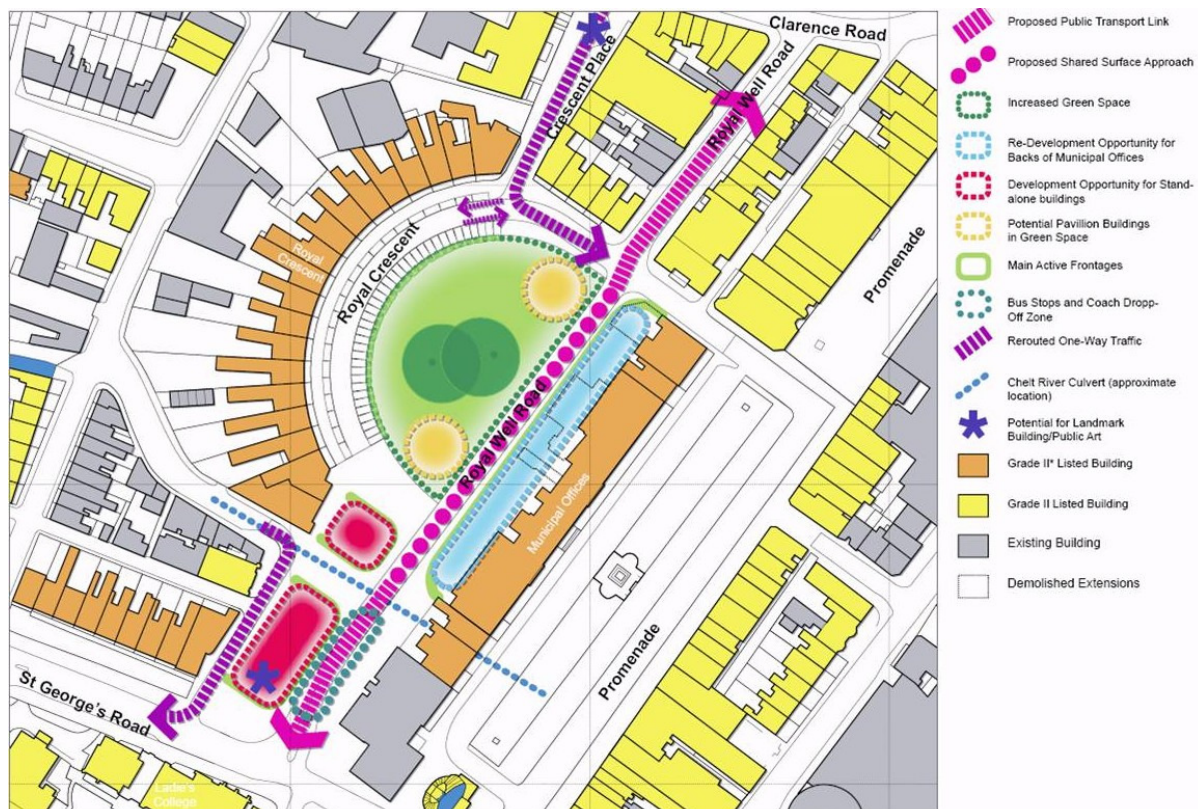 Clarence Road
Crescent Place
Royal Well Road
Promenade
Royal Crescent
Royal
Crescent
Royal Well Road
Municipal Offices
Promenade
St George's Road
Ladie's
College
Proposed Public Transport Link
Proposed Shared Surface Approach
Increased Green Space
Re-Development Opportunity for
Backs of Municipal Offices
Development Opportunity for Stand-
alone buildings
Potential Pavillion Buildings
in Green Space
Main Active Frontages
Bus Stops and Coach Dropp-
Off Zone
Rerouted One-Way Traffic
Chelt River Culvert (approximate
location)
Potential for Landmark
Building/Public Art
Grade II* Listed Building
Grade II Listed Building
Existing Building
Demolished Extensions